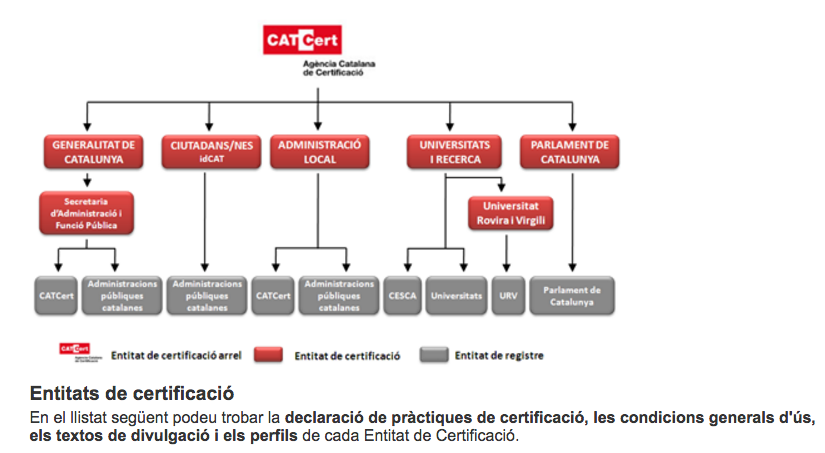 CATCert
Agència Catalana
de Certificació
GENERALITAT DE
CATALUNYA
CIUTADANS/NES
idCAT
ADMINISTRACIÓ
LOCAL
UNIVERSITATS
I RECERCA
PARLAMENT DE
CATALUNYA
Secretaria
d'Administració i
Funció Pública
Universitat
Rovira i Virgili
CATCert
Administracions
públiques
catalanes
Administracions
públiques
catalanes
CATCert
Administracions
públiques
catalanes
CESCA
Universitats
URV
Parlament de
Catalunya
CATCert
Agència Catalana
de Certificació
Entitat de certificació arrel
Entitat de certificació
Entitat de registre
Entitats de certificació
En el llistat següent podeu trobar la declaració de pràctiques de certificació, les condicions generals d'ús,
els textos de divulgació i els perfils de cada Entitat de Certificació.